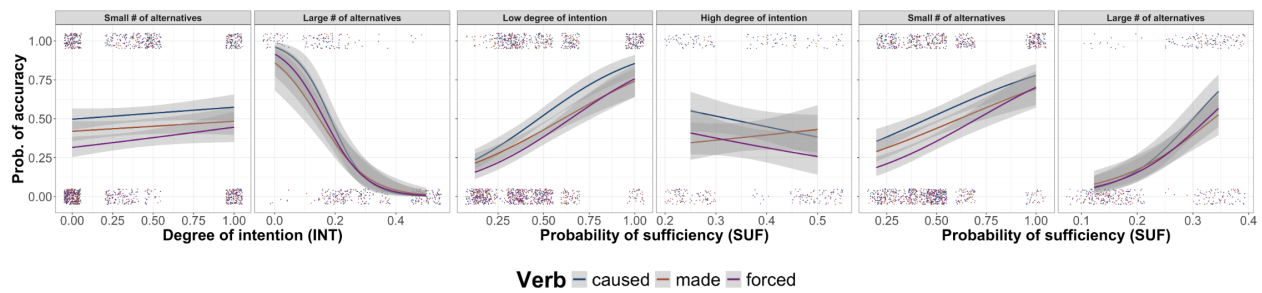 Small # of alternatives
Large # of alternatives
Low degree of intention
High degree of intention
Small # of alternatives
Large # of alternatives
Prob. of accuracy
1.00
0.75
0.50
0.25
0.00
0.00 0.25 0.50 0.75 1.00
0.0 0.2 0.4
0.25 0.50 0.75 1.00
0.2 0.3 0.4 0.5
0.20 0.50 0.75 1.00
0.1 0.2 0.3 0.4
Degree of intention (INT)
Probability of sufficiency (SUF)
Probability of sufficiency (SUF)
Verb caused made forced